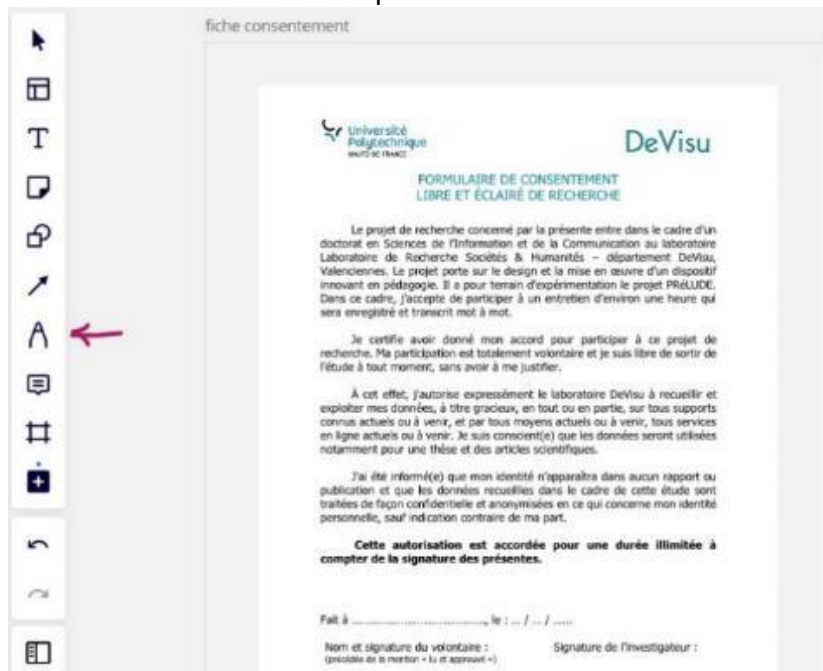 fiche consentement
Université
Polytechnique
HAUTS-DE-FRANCE
DeVisu
FORMULAIRE DE CONSENTEMENT
LIBRE ET ÉCLAIRÉ DE RECHERCHE
Le projet de recherche concerné par la présente entre dans le cadre d'un
doctorat en Sciences de l'Information et de la Communication au laboratoire
Laboratoire de Recherche Sociétés & Humanités – département DeVisu,
Valenciennes. Le projet porte sur le design et la mise en œuvre d'un dispositif
innovant en pédagogie. Il a pour terrain d'expérimentation le projet PRéLUDE.
Dans ce cadre, j'accepte de participer à un entretien d'environ une heure qui
sera enregistré et transcrit mot à mot.
Je certifie avoir donné mon accord pour participer à ce projet de
recherche. Ma participation est totalement volontaire et je suis libre de sortir de
l'étude à tout moment, sans avoir à me justifier.
À cet effet, j'autorise expressément le laboratoire DeVisu à recueillir et
exploiter mes données, à titre gracieux, en tout ou en partie, sur tous supports
connus actuels ou à venir, et par tous moyens actuels ou à venir, tous services
en ligne actuels ou à venir. Je suis conscient(e) que les données seront utilisées
notamment pour une thèse et des articles scientifiques.
J'ai été informé(e) que mon identité n'apparaîtra dans aucun rapport ou
publication et que les données recueillies dans le cadre de cette étude sont
traitées de façon confidentielle et anonymisées en ce qui concerne mon identité
personnelle, sauf indication contraire de ma part.
Cette autorisation est accordée pour une durée illimitée à
compter de la signature des présentes.
Fait à ................................., le : .. / .. / .....
Nom et signature du volontaire : Signature de l'investigateur :
(précédée de la mention « lu et approuvé »)